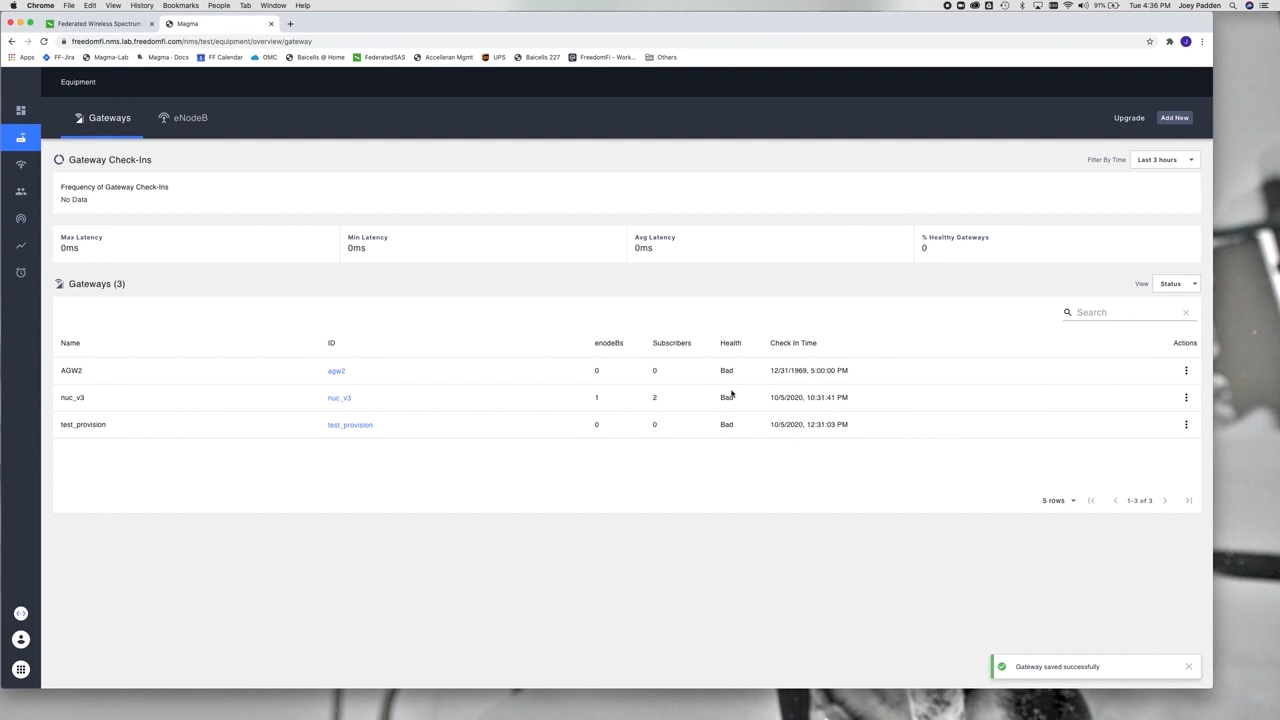 Chrome File Edit View History Bookmarks People Tab Window Help 91% Tue 4:36 PM Joey Padden
Federated Wireless Spectrum Magma
freedomfi.nms.lab.freedomfi.com/nms/test/equipment/overview/gateway J
Apps FF-Jira Magma-Lab Magma · Docs FF Calendar OMC Baicells @ Home FederatedSAS Accelleran Mgmt UPS Baicells 227 FreedomFi - Work... Others
Equipment
Gateways eNodeB Upgrade Add New
Gateway Check-Ins Filter By Time Last 3 hours
Frequency of Gateway Check-Ins
No Data
Max Latency Min Latency Avg Latency % Healthy Gateways
0ms 0ms 0ms 0
Gateways (3) View Status
Search
Name ID enodeBs Subscribers Health Check In Time Actions
AGW2 agw2 0 0 Bad 12/31/1969, 5:00:00 PM
nuc_v3 nuc_v3 1 2 Bad 10/5/2020, 10:31:41 PM
test_provision test_provision 0 0 Bad 10/5/2020, 12:31:03 PM
5 rows 1-3 of 3
Gateway saved successfully